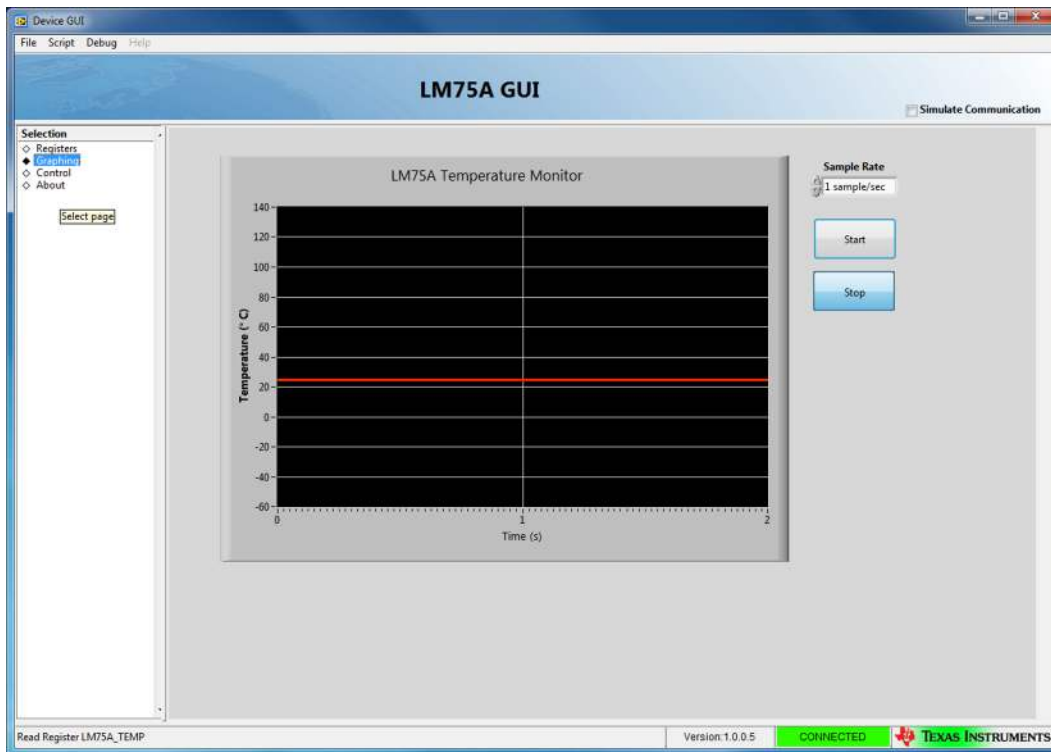 Device GUI
File Script Debug Help
LM75A GUI
Simulate Communication
Selection
Registers
Graphing
Control
About
Select page
LM75A Temperature Monitor
Temperature (° C)
140
120
100
80
60
40
20
0
-20
-40
-60
0 1 2
Time (s)
Sample Rate
1 sample/sec
Start
Stop
Read Register LM75A_TEMP
Version:1.0.0.5
CONNECTED
TEXAS INSTRUMENTS